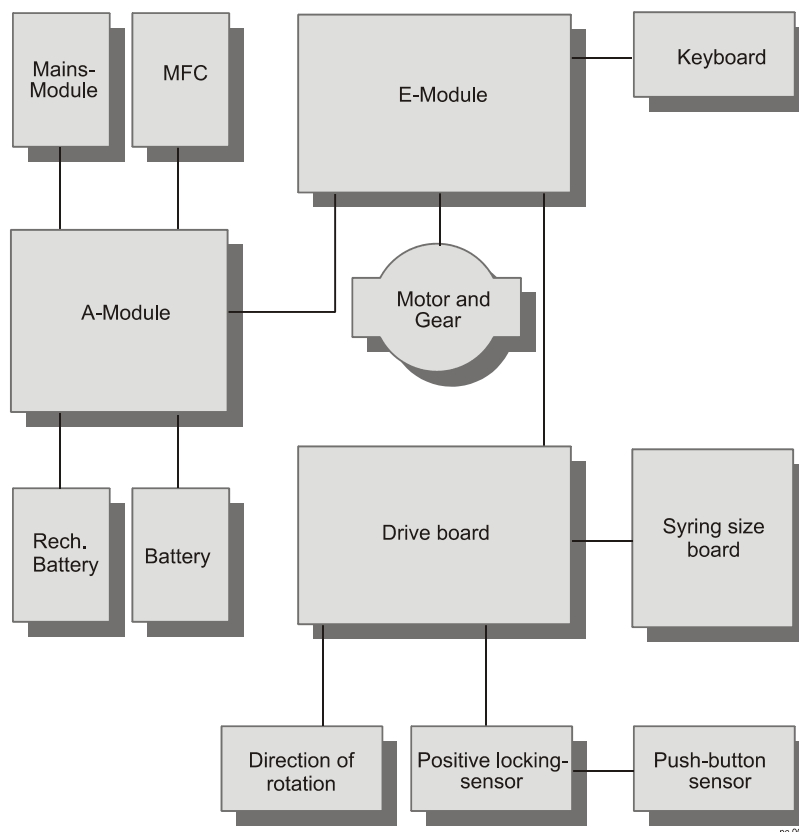 Mains-
Module
MFC
E-Module
Keyboard
A-Module
Motor and
Gear
Rech.
Battery
Battery
Drive board
Syring size
board
Direction of
rotation
Positive locking-
sensor
Push-button
sensor